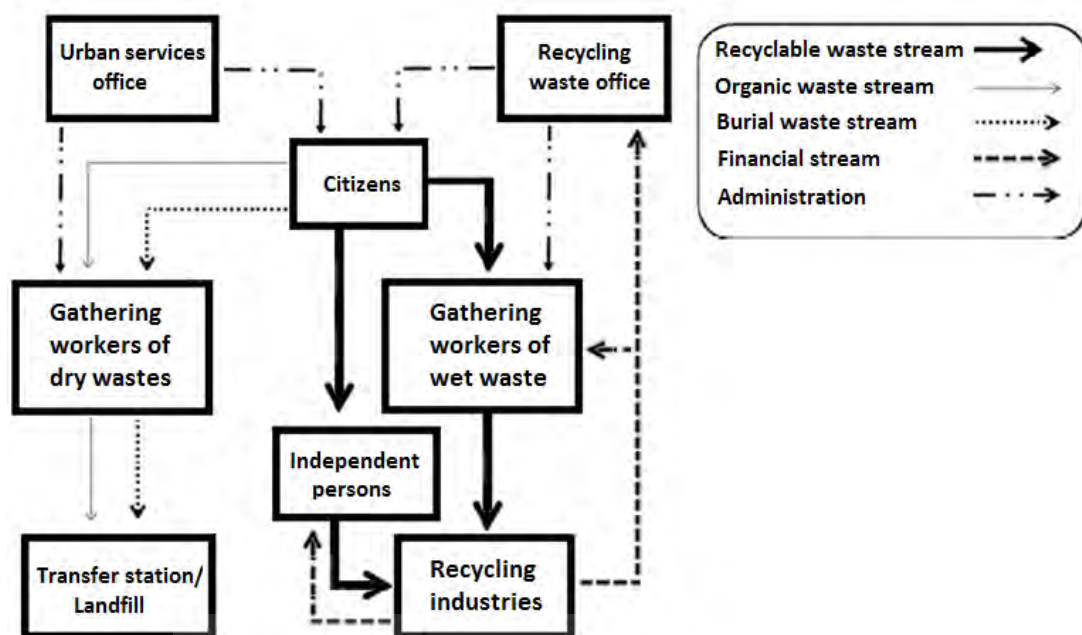 Urban services
office
Recycling
waste office
Recyclable waste stream
Organic waste stream
Burial waste stream
Financial stream
Administration
Citizens
Gathering
workers of
dry wastes
Gathering
workers of
wet waste
Independent
persons
Transfer station/
Landfill
Recycling
industries